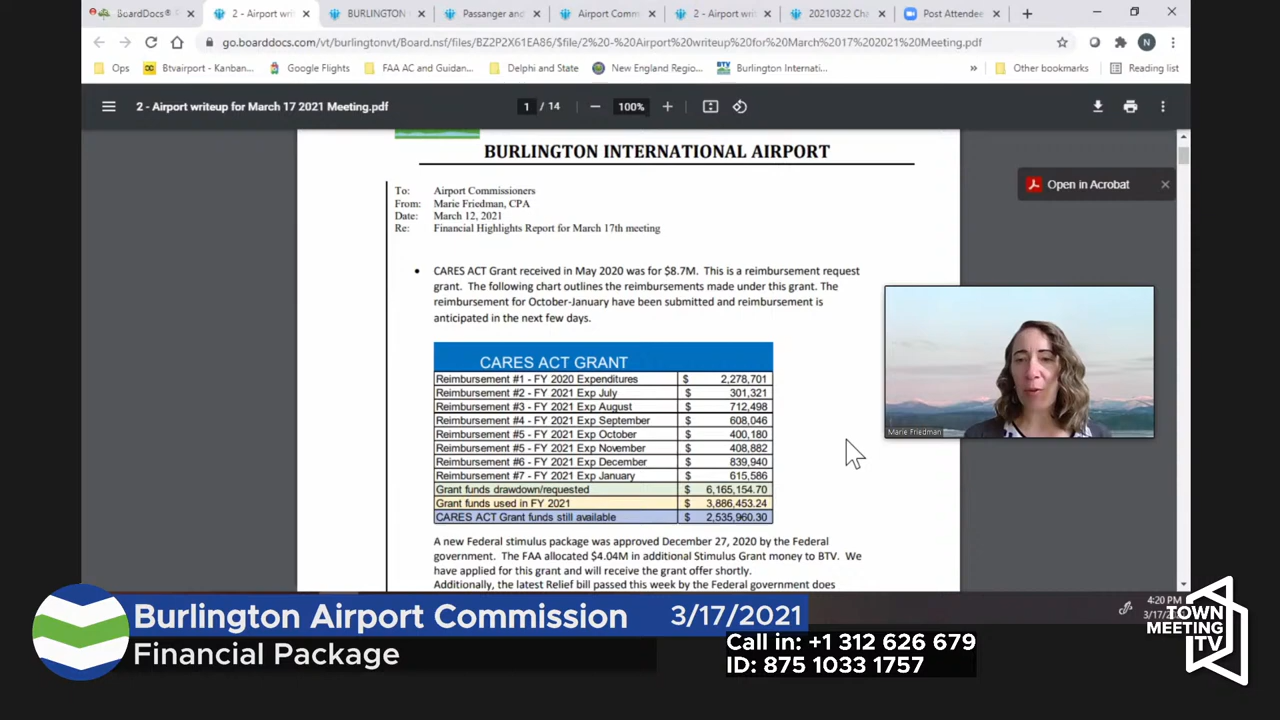 BoardDocs® P
2 - Airport writ
BURLINGTON
Passanger and
Airport Comm
2 - Airport writ
20210322 Chan
Post Attendee
go.boarddocs.com/vt/burlingtonvt/Board.nsf/files/BZ2P2X61EA86/$file/2%20-%20Airport%20writeup%20for%20March%2017%202021%20Meeting.pdf
N
Ops
Btvairport - Kanban...
Google Flights
FAA AC and Guidan...
Delphi and State
New England Regio...
Burlington Internati...
»
Other bookmarks
Reading list
2 - Airport writeup for March 17 2021 Meeting.pdf
1 / 14
100%
Open in Acrobat
BURLINGTON INTERNATIONAL AIRPORT
To: Airport Commissioners
From: Marie Friedman, CPA
Date: March 12, 2021
Re: Financial Highlights Report for March 17th meeting
• CARES ACT Grant received in May 2020 was for $8.7M. This is a reimbursement request
grant. The following chart outlines the reimbursements made under this grant. The
reimbursement for October-January have been submitted and reimbursement is
anticipated in the next few days.
CARES ACT GRANT
Reimbursement #1 - FY 2020 Expenditures $ 2,278,701
Reimbursement #2 - FY 2021 Exp July $ 301,321
Reimbursement #3 - FY 2021 Exp August $ 712,498
Reimbursement #4 - FY 2021 Exp September $ 608,046
Reimbursement #5 - FY 2021 Exp October $ 400,180
Reimbursement #5 - FY 2021 Exp November $ 408,882
Reimbursement #6 - FY 2021 Exp December $ 839,940
Reimbursement #7 - FY 2021 Exp January $ 615,586
Grant funds drawdown/requested $ 6,165,154.70
Grant funds used in FY 2021 $ 3,886,453.24
CARES ACT Grant funds still available $ 2,535,960.30
A new Federal stimulus package was approved December 27, 2020 by the Federal
government. The FAA allocated $4.04M in additional Stimulus Grant money to BTV. We
have applied for this grant and will receive the grant offer shortly.
Additionally, the latest Relief bill passed this week by the Federal government does
Marie Friedman
4:20 PM
Burlington Airport Commission
3/17/2021
Financial Package
Call in: +1 312 626 679
ID: 875 1033 1757
TOWN
MEETING
TV